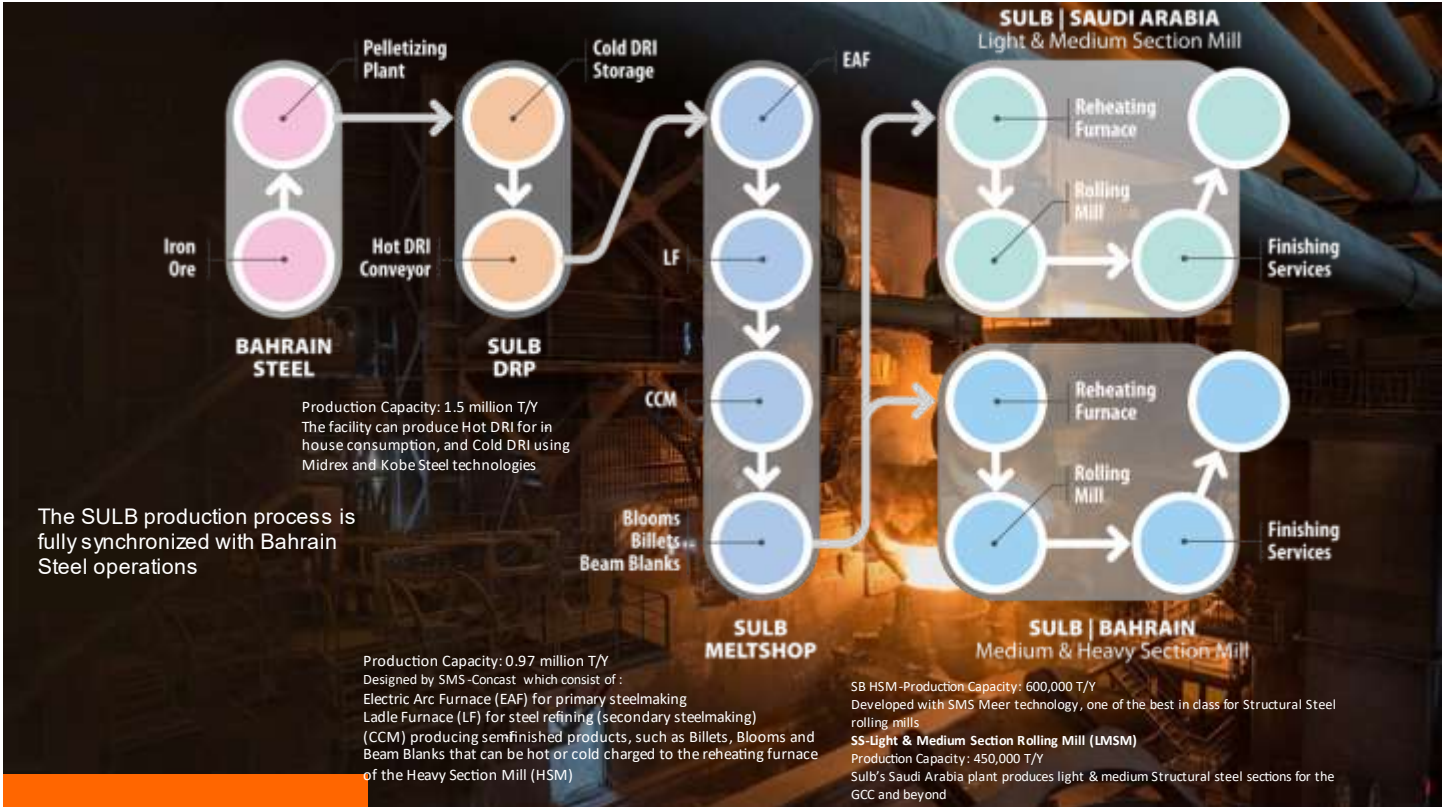 SULB | SAUDI ARABIA
Light & Medium Section Mill
Pelletizing
Plant
Cold DRI
Storage
EAF
Reheating
Furnace
Rolling
Mill
Iron
Ore
Hot DRI
Conveyor
LF
Finishing
Services
BAHRAIN
STEEL
SULB
DRP
CCM
Reheating
Furnace
Production Capacity: 1.5 million T/Y
The facility can produce Hot DRI for in
house consumption, and Cold DRI using
Midrex and Kobe Steel technologies
Rolling
Mill
The SULB production process is
fully synchronized with Bahrain
Steel operations
Blooms
Billets
Beam Blanks
Finishing
Services
SULB
MELTSHOP
SULB | BAHRAIN
Medium & Heavy Section Mill
Production Capacity: 0.97 million T/Y
Designed by SMS-Concast which consist of :
Electric Arc Furnace (EAF) for primary steelmaking
Ladle Furnace (LF) for steel refining (secondary steelmaking)
(CCM) producing semi-finished products, such as Billets, Blooms and
Beam Blanks that can be hot or cold charged to the reheating furnace
of the Heavy Section Mill (HSM)
SB HSM-Production Capacity: 600,000 T/Y
Developed with SMS Meer technology, one of the best in class for Structural Steel
rolling mills
SS-Light & Medium Section Rolling Mill (LMSM)
Production Capacity: 450,000 T/Y
Sulb's Saudi Arabia plant produces light & medium Structural steel sections for the
GCC and beyond